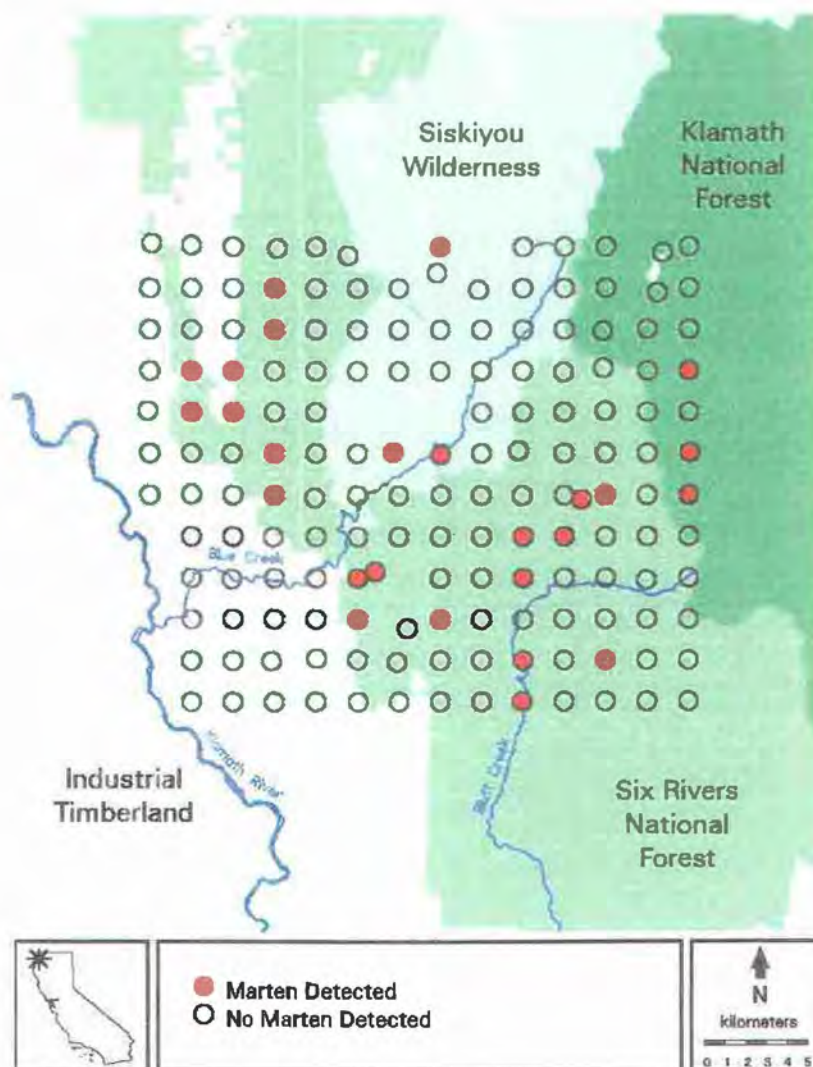 Siskiyou
Wilderness
Klamath
National
Forest
Blue Creek
Klamath River
Bluff Creek
Industrial
Timberland
Six Rivers
National
Forest
Marten Detected
No Marten Detected
N
kilometers
0 1 2 3 4 5